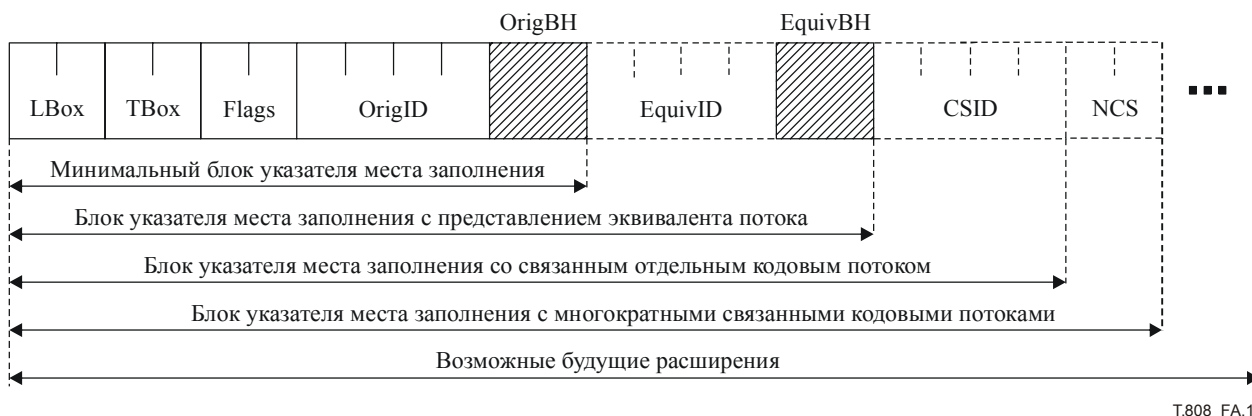 OrigBH EquivBH
LBox TBox Flags OrigID EquivID CSID NCS
Минимальный блок указателя места заполнения
Блок указателя места заполнения с представлением эквивалента потока
Блок указателя места заполнения со связанным отдельным кодовым потоком
Блок указателя места заполнения с многократными связанными кодовыми потоками
Возможные будущие расширения
T.808_FA.1